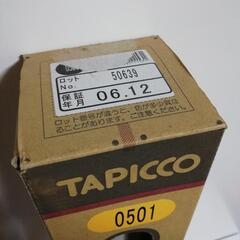 ロット
No.
50639
保証
年月
06.12
ロット番号が違うと、色が多少異な
ることがあります。ご注意ください。
TAPICCO
0501